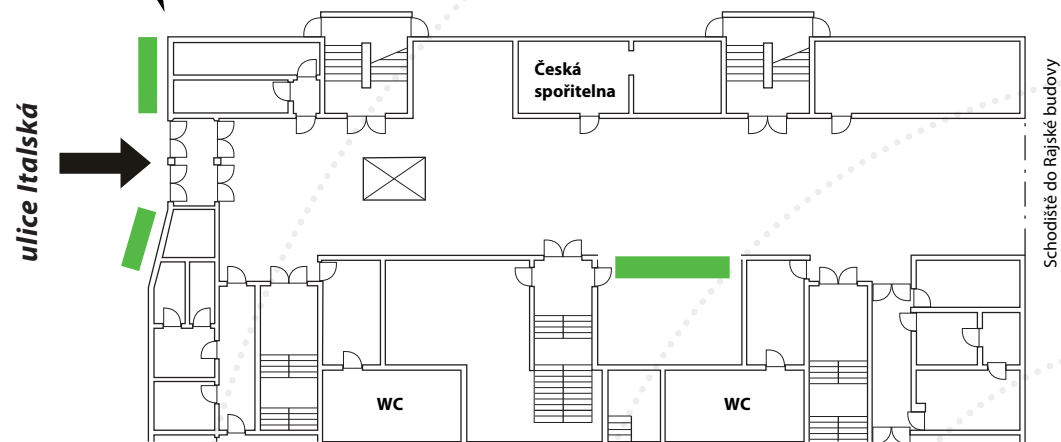 Česká
spořitelna
ulice Italská
Schodiště do Rajské budovy
WC
WC